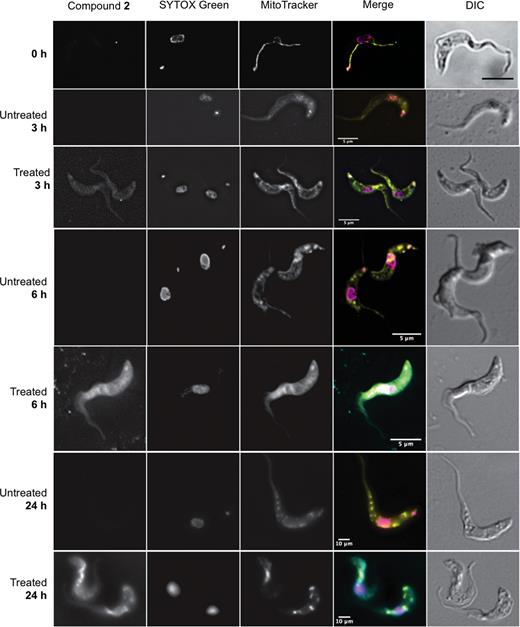 Compound 2 SYTOX Green MitoTracker Merge DIC
0 h
Untreated
3 h
5 µm
Treated
3 h
5 µm
Untreated
6 h
5 µm
Treated
6 h
5 µm
Untreated
24 h
10 µm
Treated
24 h
10 µm